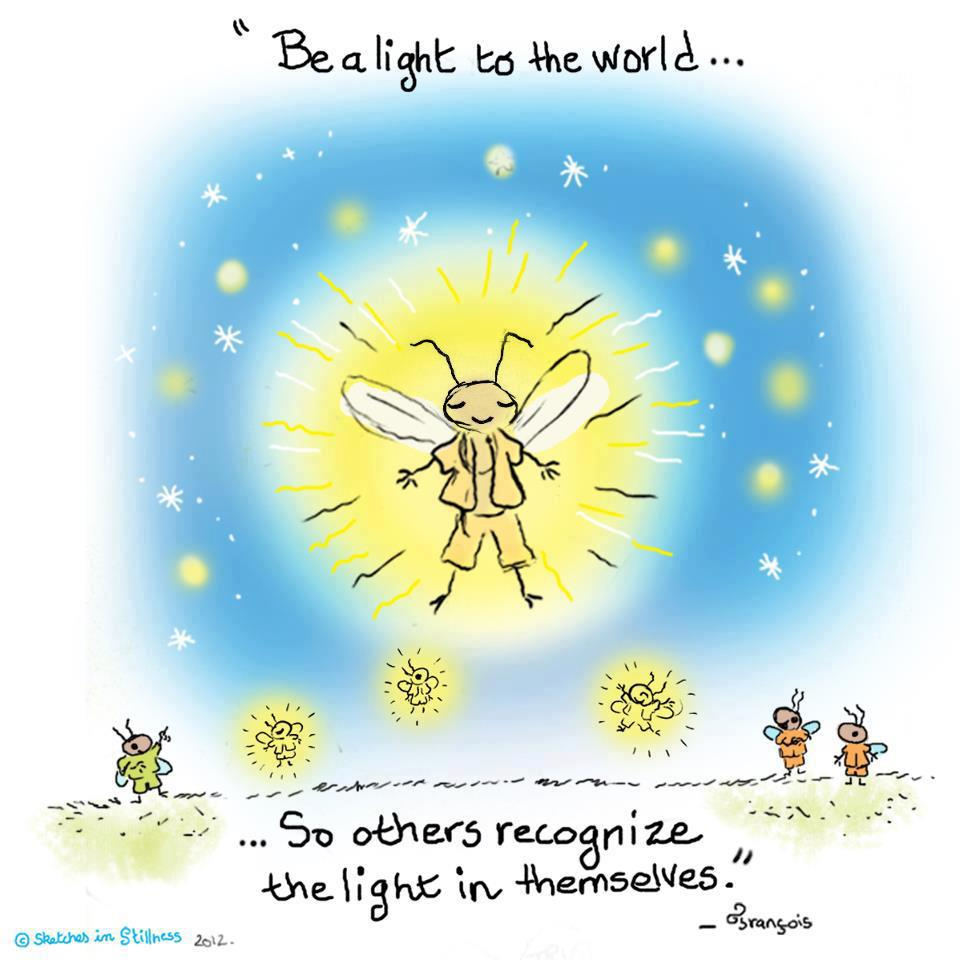 " Be a light to the world...
... So others recognize
the light in themselves."
_ François
© Sketches in Stillness 2012.